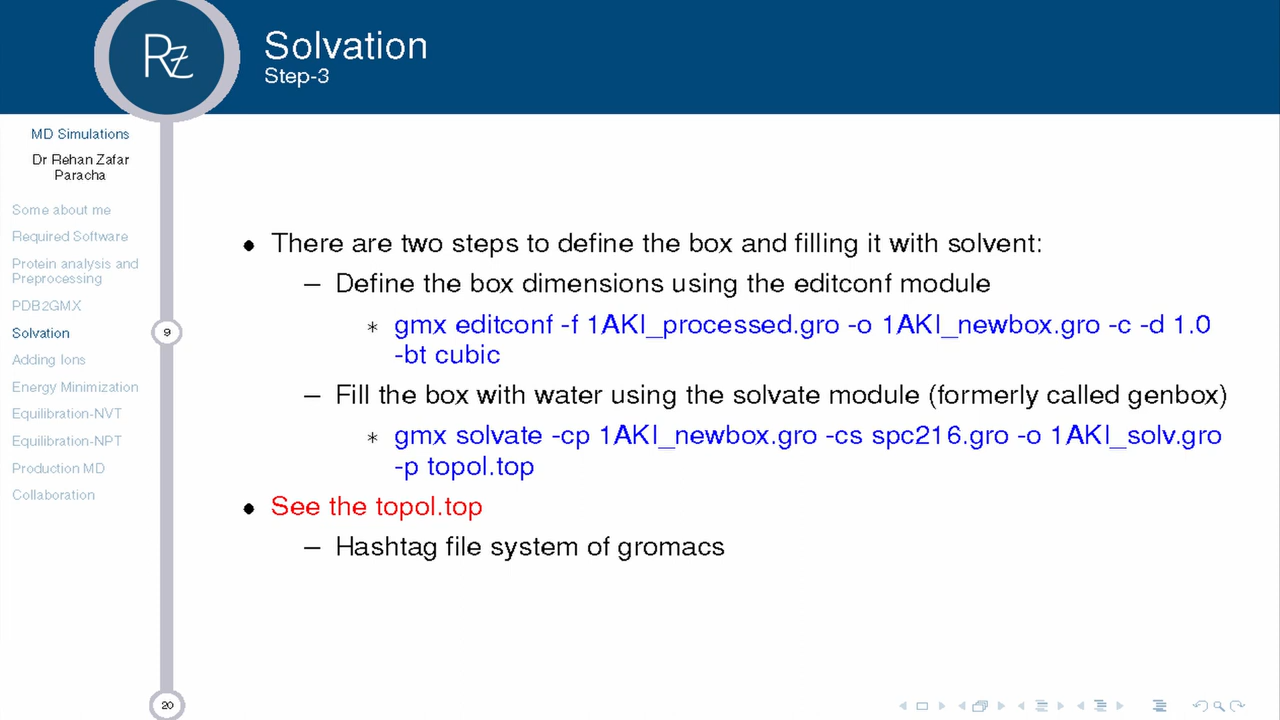 Rz
Solvation
Step-3
MD Simulations
Dr Rehan Zafar
Paracha
Some about me
Required Software
Protein analysis and
Preprocessing
PDB2GMX
Solvation
9
Adding Ions
Energy Minimization
Equilibration-NVT
Equilibration-NPT
Production MD
Collaboration
20
• There are two steps to define the box and filling it with solvent:
– Define the box dimensions using the editconf module
* gmx editconf -f 1AKI_processed.gro -o 1AKI_newbox.gro -c -d 1.0
-bt cubic
– Fill the box with water using the solvate module (formerly called genbox)
* gmx solvate -cp 1AKI_newbox.gro -cs spc216.gro -o 1AKI_solv.gro
-p topol.top
• See the topol.top
– Hashtag file system of gromacs